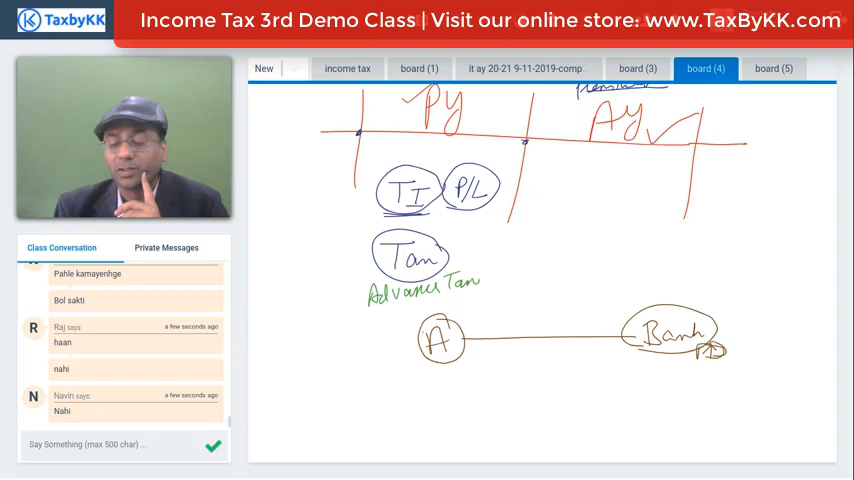 TaxbyKK
Income Tax 3rd Demo Class | Visit our online store: www.TaxByKK.com
New
income tax
board (1)
it ay 20-21 9-11-2019-comp...
board (3)
board (4)
board (5)
PY
AY
TI
P/L
Tax
Advance Tax
A
Bank
Class Conversation
Private Messages
Pahle kamayenhge
Bol sakti
R
Raj says:
a few seconds ago
haan
nahi
N
Navin says:
a few seconds ago
Nahi
Say Something (max 500 char) ...